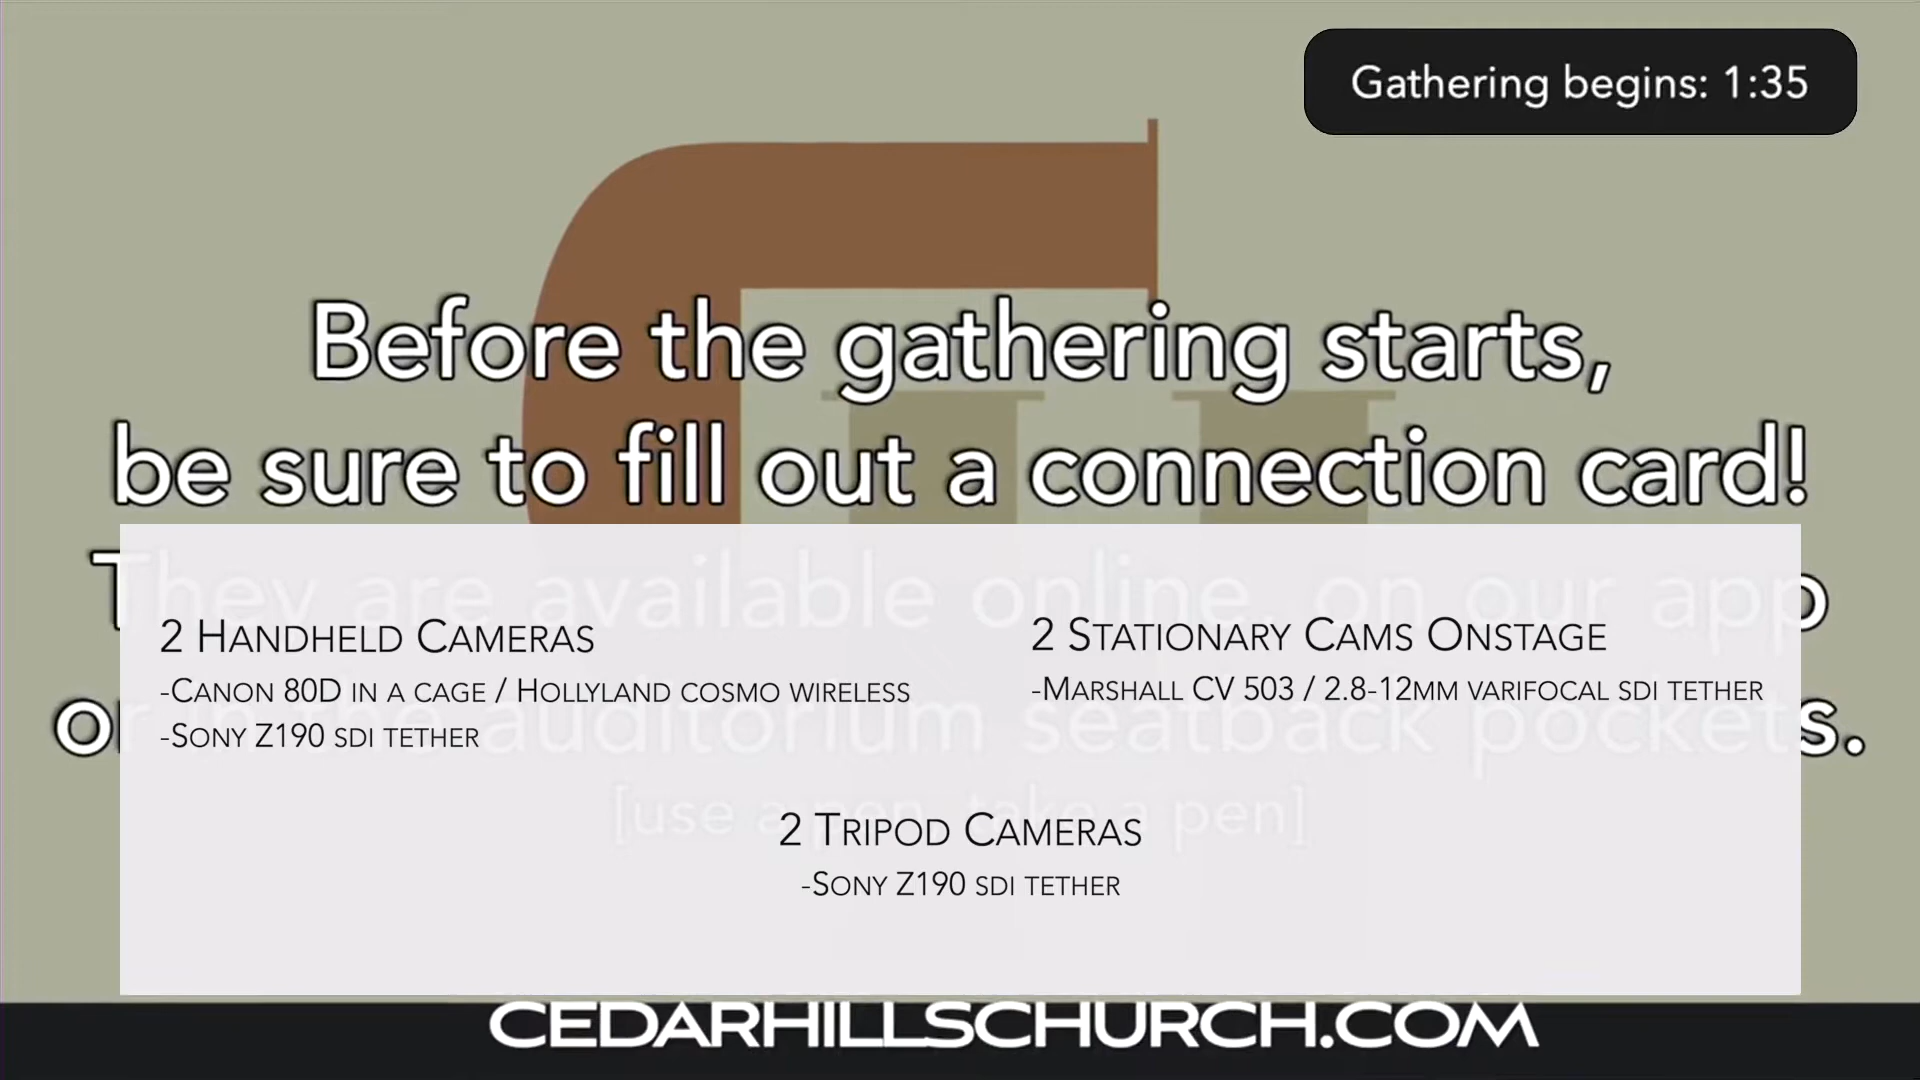 Gathering begins: 1:35
Before the gathering starts,
be sure to fill out a connection card!
They are available online, on our app
or in the auditorium seatback pockets.
[use a pen, take a pen]
2 HANDHELD CAMERAS
-CANON 80D IN A CAGE / HOLLYLAND COSMO WIRELESS
-SONY Z190 SDI TETHER
2 STATIONARY CAMS ONSTAGE
-MARSHALL CV 503 / 2.8-12MM VARIFOCAL SDI TETHER
2 TRIPOD CAMERAS
-SONY Z190 SDI TETHER
CEDARHILLSCHURCH.COM